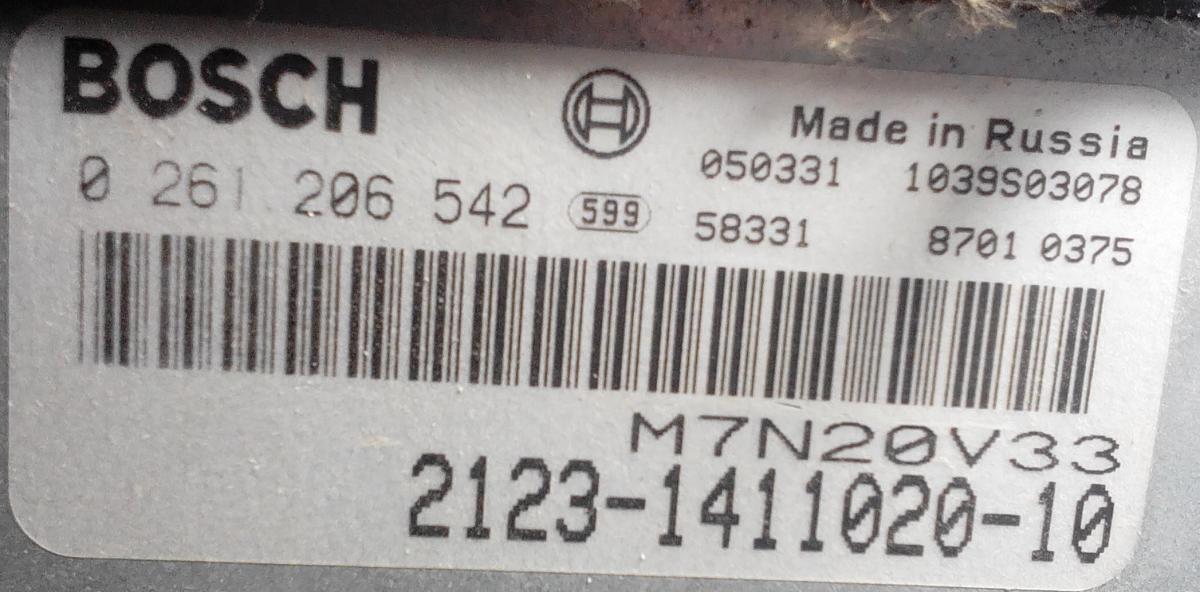 BOSCH
Made in Russia
050331 1039S03078
0 261 206 542 599 58331 8701 0375
M7N20V33
2123-1411020-10